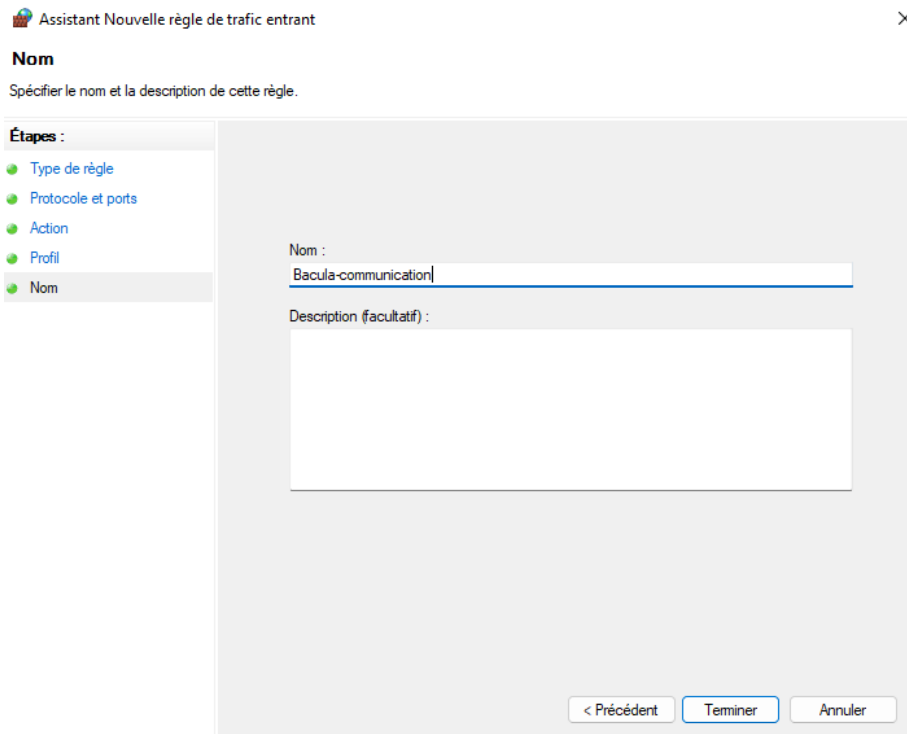 Assistant Nouvelle règle de trafic entrant
Nom
Spécifier le nom et la description de cette règle.
Étapes :
Type de règle
Protocole et ports
Action
Profil
Nom
Nom :
Bacula-communication
Description (facultatif) :
< Précédent
Terminer
Annuler